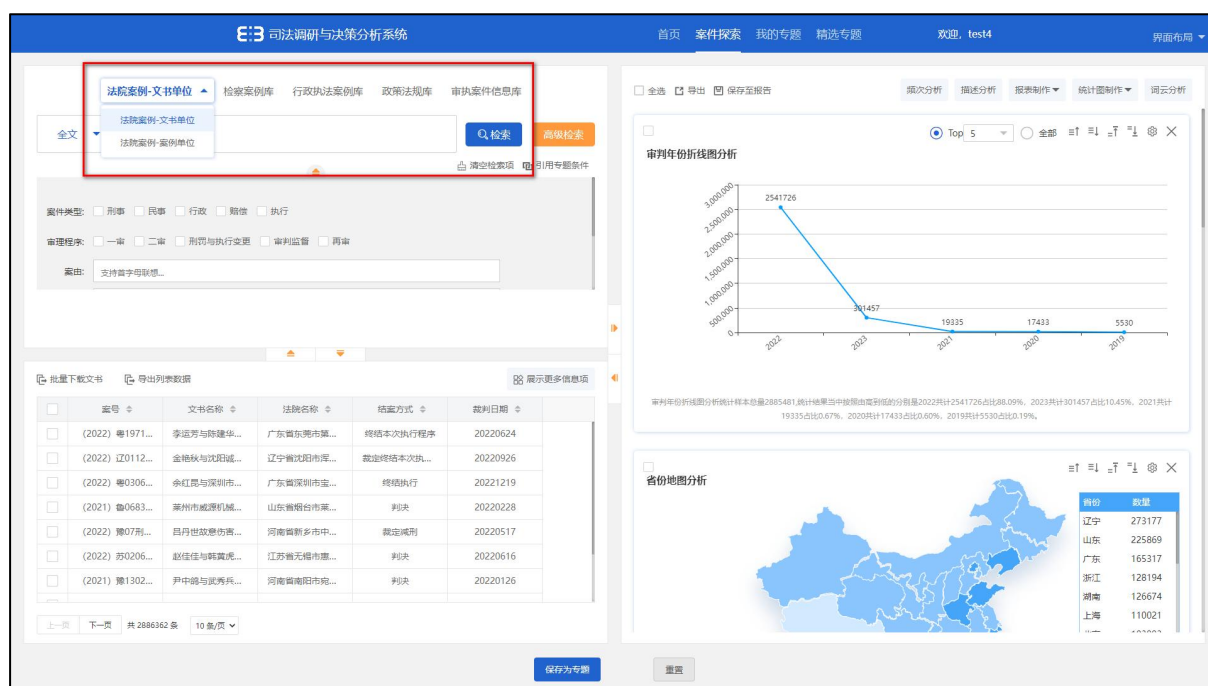 司法调研与决策分析系统
首页 案件探索 我的专题 精选专题 欢迎, test4 界面布局
法院案例-文书单位 检察案例库 行政执法案例库 政策法规库 审执案件信息库
法院案例-文书单位
法院案例-案例单位
全文 检索 高级检索
清空检索项 引用专题条件
案件类型: 刑事 民事 行政 赔偿 执行
审理程序: 一审 二审 刑罚与执行变更 审判监督 再审
案由: 支持首字母联想...
批量下载文书 导出列表数据 展示更多信息项
案号 文书名称 法院名称 结案方式 裁判日期
(2022) 粤1971... 李运芳与陈建华... 广东省东莞市第... 终结本次执行程序 20220624
(2022) 辽0112... 金艳秋与沈阳诚... 辽宁省沈阳市浑... 裁定终结本次执... 20220926
(2022) 粤0306... 余红昆与深圳市... 广东省深圳市宝... 终结执行 20221219
(2021) 鲁0683... 莱州市威源机械... 山东省烟台市莱... 判决 20220228
(2022) 豫07刑... 吕丹世故意伤害... 河南省新乡市中... 裁定减刑 20220517
(2022) 苏0206... 赵佳佳与韩黄虎... 江苏省无锡市惠... 判决 20220616
(2021) 豫1302... 尹中鸽与武秀兵... 河南省南阳市宛... 判决 20220126
上一页 下一页 共 2886362 条 10 条/页
全选 导出 保存至报告 频次分析 描述分析 报表制作 统计图制作 词云分析
Top 5 全部
审判年份折线图分析
3,000,000
2,500,000
2,000,000
1,500,000
1,000,000
500,000
0
2541726 301457 19335 17433 5530
2022 2023 2021 2020 2019
审判年份折线图分析统计样本总量2885481,统计结果当中按照由高到低的分别是2022共计2541726占比88.09%、2023共计301457占比10.45%、2021共计
19335占比0.67%、2020共计17433占比0.60%、2019共计5530占比0.19%。
省份地图分析
省份 数量
辽宁 273177
山东 225869
广东 165317
浙江 128194
湖南 126674
上海 110021
保存为专题 重置